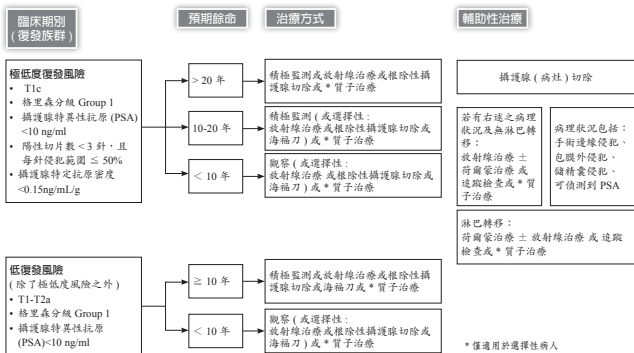 臨床期別
(復發族群)
預期餘命
治療方式
輔助性治療
極低度復發風險
• T1c
• 格里森分級 Group 1
• 攝護腺特異性抗原 (PSA)
<10 ng/ml
• 陽性切片數 < 3 針，且
每針侵犯範圍 ≦ 50%
• 攝護腺特定抗原密度
<0.15ng/mL/g
> 20 年
積極監測或放射線治療或根除性攝
護腺切除或 * 質子治療
10-20 年
積極監測 ( 或選擇性 :
放射線治療或根除性攝護腺切除或
海福刀 ) 或 * 質子治療
< 10 年
觀察 ( 或選擇性 :
放射線治療 或根除性攝護腺切除或
海福刀 ) 或 * 質子治療
攝護腺 ( 病灶 ) 切除
若有右述之病理
狀況及無淋巴轉
移：
放射線治療 ±
荷爾蒙治療 或
追蹤檢查或 * 質
子治療
病理狀況包括：
手術邊緣侵犯、
包膜外侵犯、
儲精囊侵犯、
可偵測到 PSA
淋巴轉移：
荷爾蒙治療 ± 放射線治療 或 追蹤
檢查或 * 質子治療
低復發風險
( 除了極低度風險之外 )
• T1-T2a
• 格里森分級 Group 1
• 攝護腺特異性抗原
(PSA)<10 ng/ml
≧ 10 年
積極監測或放射線治療或根除性攝
護腺切除或海福刀或 * 質子治療
< 10 年
觀察 ( 或選擇性 :
放射線治療或根除性攝護腺切除或
海福刀 ) 或 * 質子治療
* 僅適用於選擇性病人